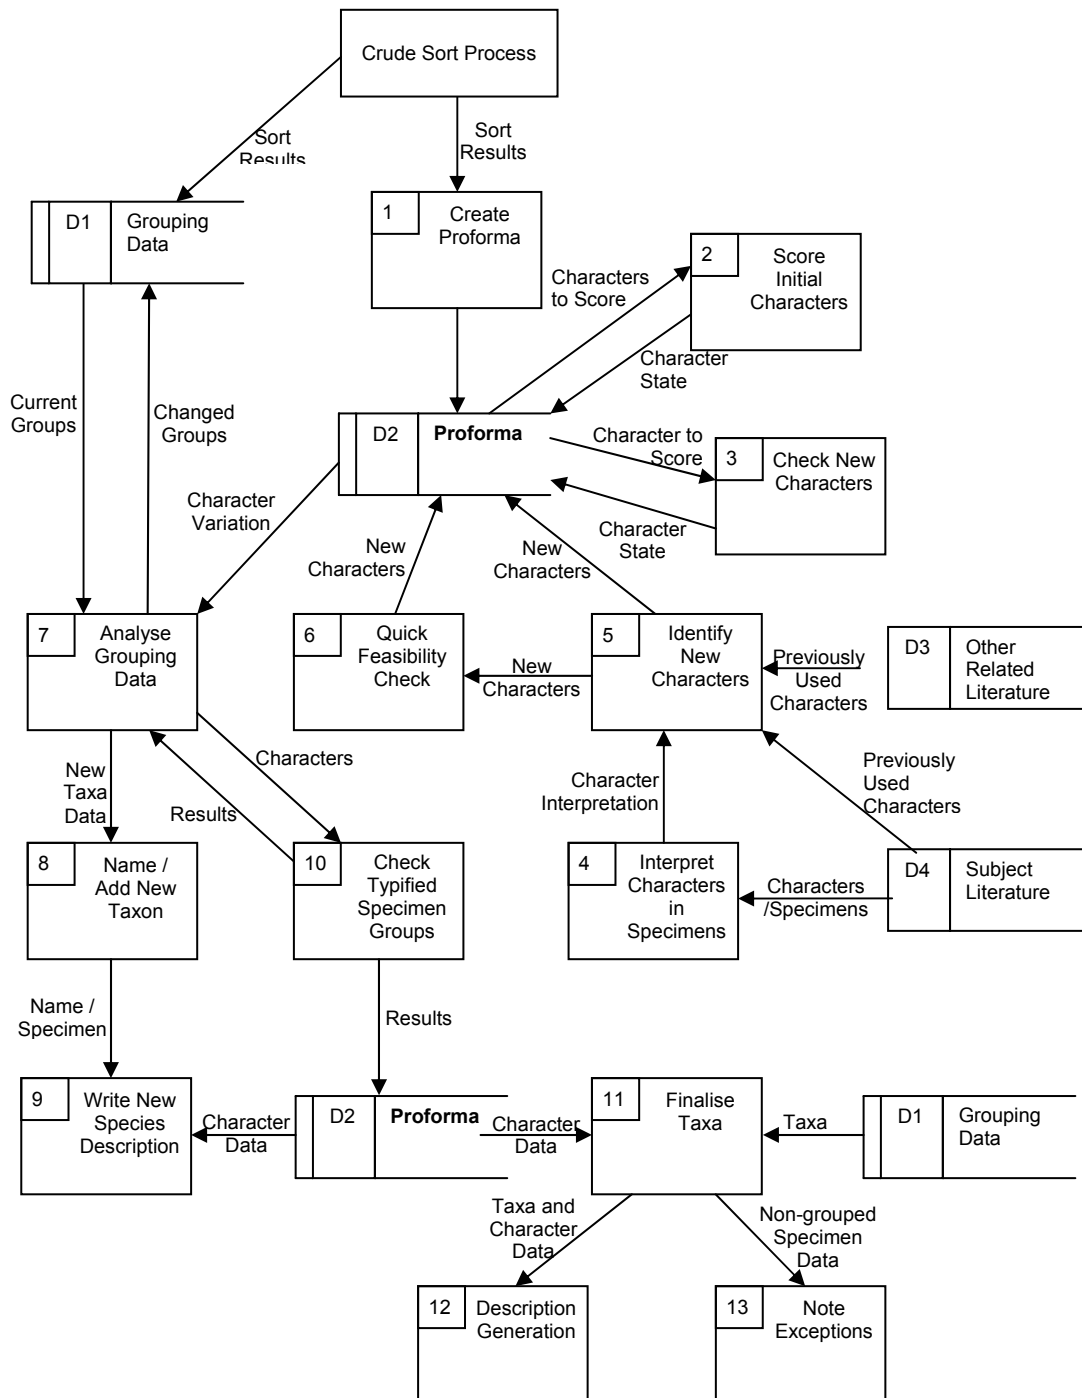 Crude Sort Process
Sort
Results
Sort
Results
D1
Grouping
Data
1
Create
Proforma
2
Score
Initial
Characters
Characters
to Score
Character
State
Current
Groups
Changed
Groups
D2
Proforma
Character to
Score
3
Check New
Characters
Character
Variation
New
Characters
New
Characters
Character
State
7
Analyse
Grouping
Data
6
Quick
Feasibility
Check
New
Characters
5
Identify
New
Characters
Previously
Used
Characters
D3
Other
Related
Literature
New
Taxa
Data
Characters
Results
Character
Interpretation
Previously
Used
Characters
8
Name /
Add New
Taxon
10
Check
Typified
Specimen
Groups
4
Interpret
Characters
in
Specimens
Characters
/Specimens
D4
Subject
Literature
Name /
Specimen
Results
9
Write New
Species
Description
Character
Data
D2
Proforma
Character
Data
11
Finalise
Taxa
Taxa
D1
Grouping
Data
Taxa and
Character
Data
Non-grouped
Specimen
Data
12
Description
Generation
13
Note
Exceptions